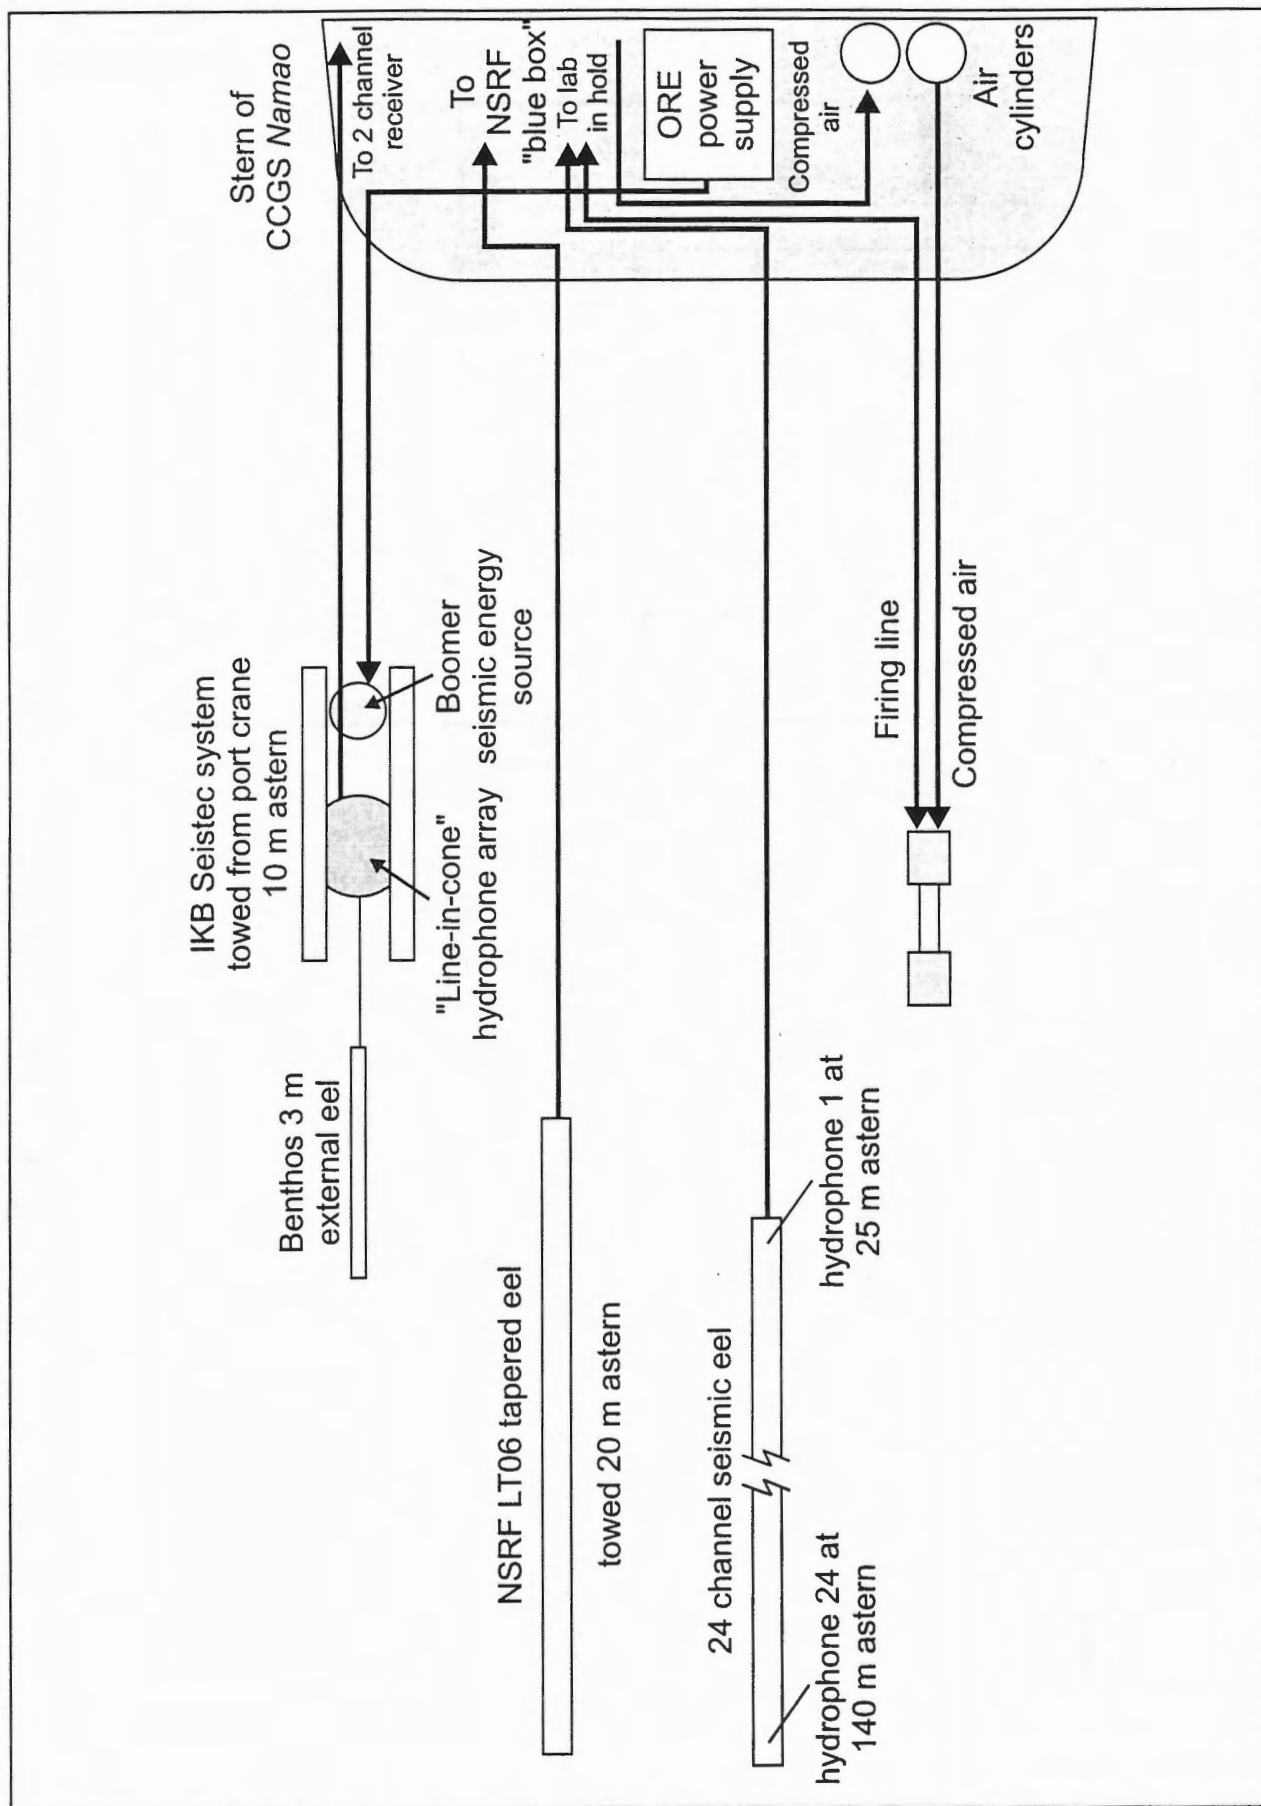 Stern of
CCGS Namao
To 2 channel
receiver
To
NSRF
"blue box"
To lab
in hold
ORE
power
supply
Compressed
air
Air
cylinders
IKB Seistec system
towed from port crane
10 m astern
Boomer
seismic energy
source
"Line-in-cone"
hydrophone array
Benthos 3 m
external eel
NSRF LT06 tapered eel
towed 20 m astern
24 channel seismic eel
hydrophone 1 at
25 m astern
hydrophone 24 at
140 m astern
Firing line
Compressed air